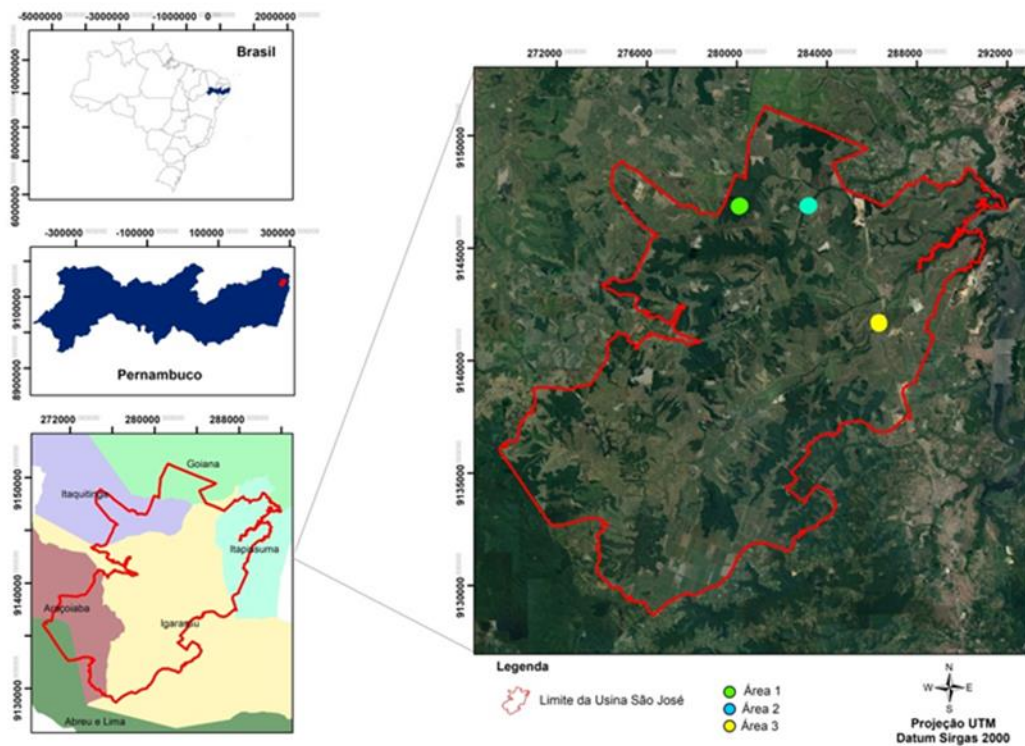 -5000000 -3000000 -1000000 0 2000000
Brasil
10000000
8000000
6000000
-300000 -100000 100000 300000
9100000
8900000
Pernambuco
272000 280000 288000
9150000
9140000
9130000
Goiana
Itaquitinga
Itapissuma
Araçoiaba
Igarassu
Abreu e Lima
272000 276000 280000 284000 288000 292000
9150000
9145000
9140000
9135000
9130000
Legenda
Limite da Usina São José
Área 1
Área 2
Área 3
N
W E
S
Projeção UTM
Datum Sirgas 2000